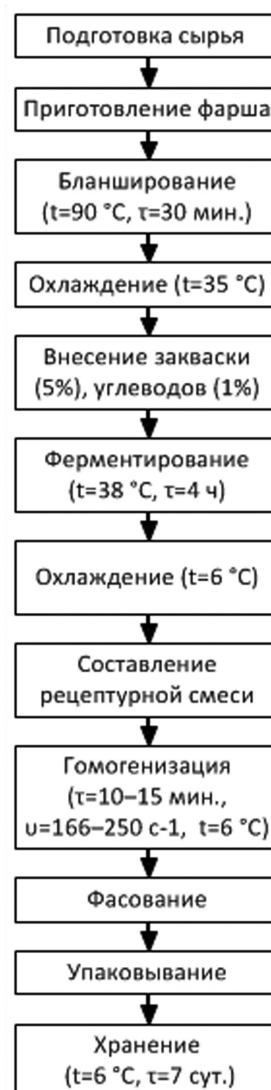 Подготовка сырья
Приготовление фарша
Бланширование
(t=90 °C, τ=30 мин.)
Охлаждение (t=35 °C)
Внесение закваски
(5%), углеводов (1%)
Ферментирование
(t=38 °C, τ=4 ч)
Охлаждение (t=6 °C)
Составление
рецептурной смеси
Гомогенизация
(τ=10–15 мин.,
υ=166–250 с-1, t=6 °C)
Фасование
Упаковывание
Хранение
(t=6 °C, τ=7 сут.)